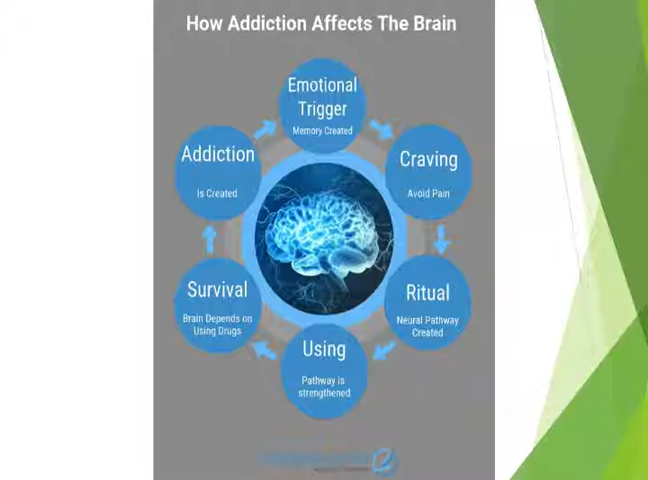 How Addiction Affects The Brain
Emotional
Trigger
Memory Created
Craving
Avoid Pain
Ritual
Neural Pathway
Created
Using
Pathway is
strengthened
Survival
Brain Depends on
Using Drugs
Addiction
Is Created